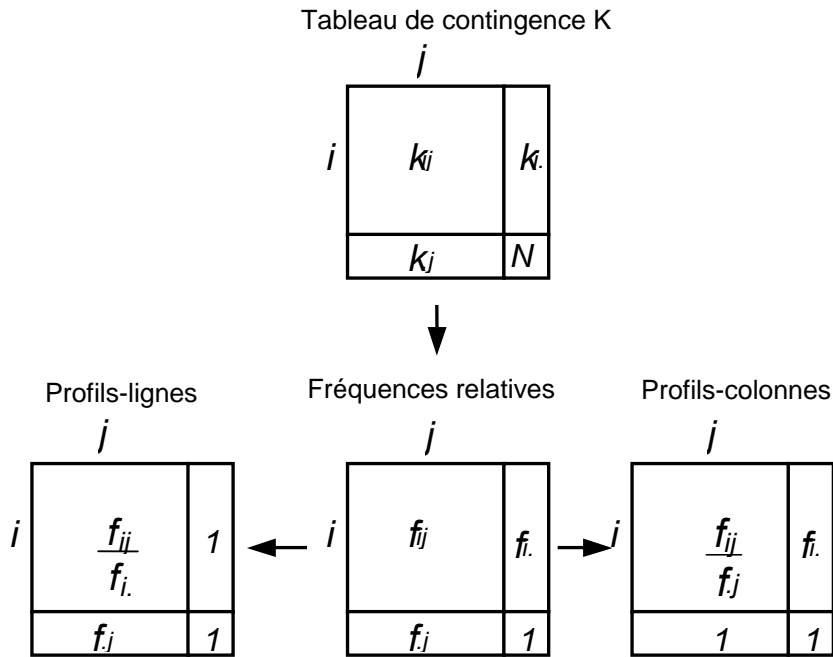 Tableau de contingence K
j
i
kij
ki.
kj
N
Profils-lignes
Fréquences relatives
Profils-colonnes
j
j
j
i
fij
fi.
1
i
fij
fi.
i
fij
f.j
fi.
f.j
1
f.j
1
1
1